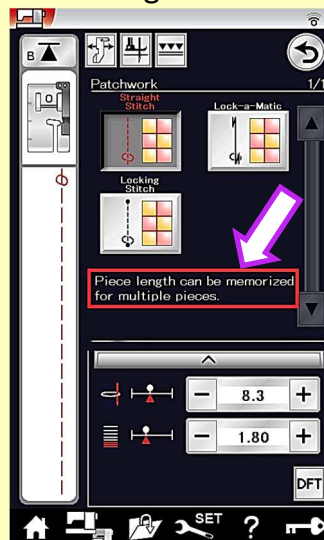 B
Patchwork 1/1
Straight
Stitch
Lock-a-Matic
Locking
Stitch
Piece length can be memorized
for multiple pieces.
− 8.3 +
− 1.80 +
DFT
SET
?